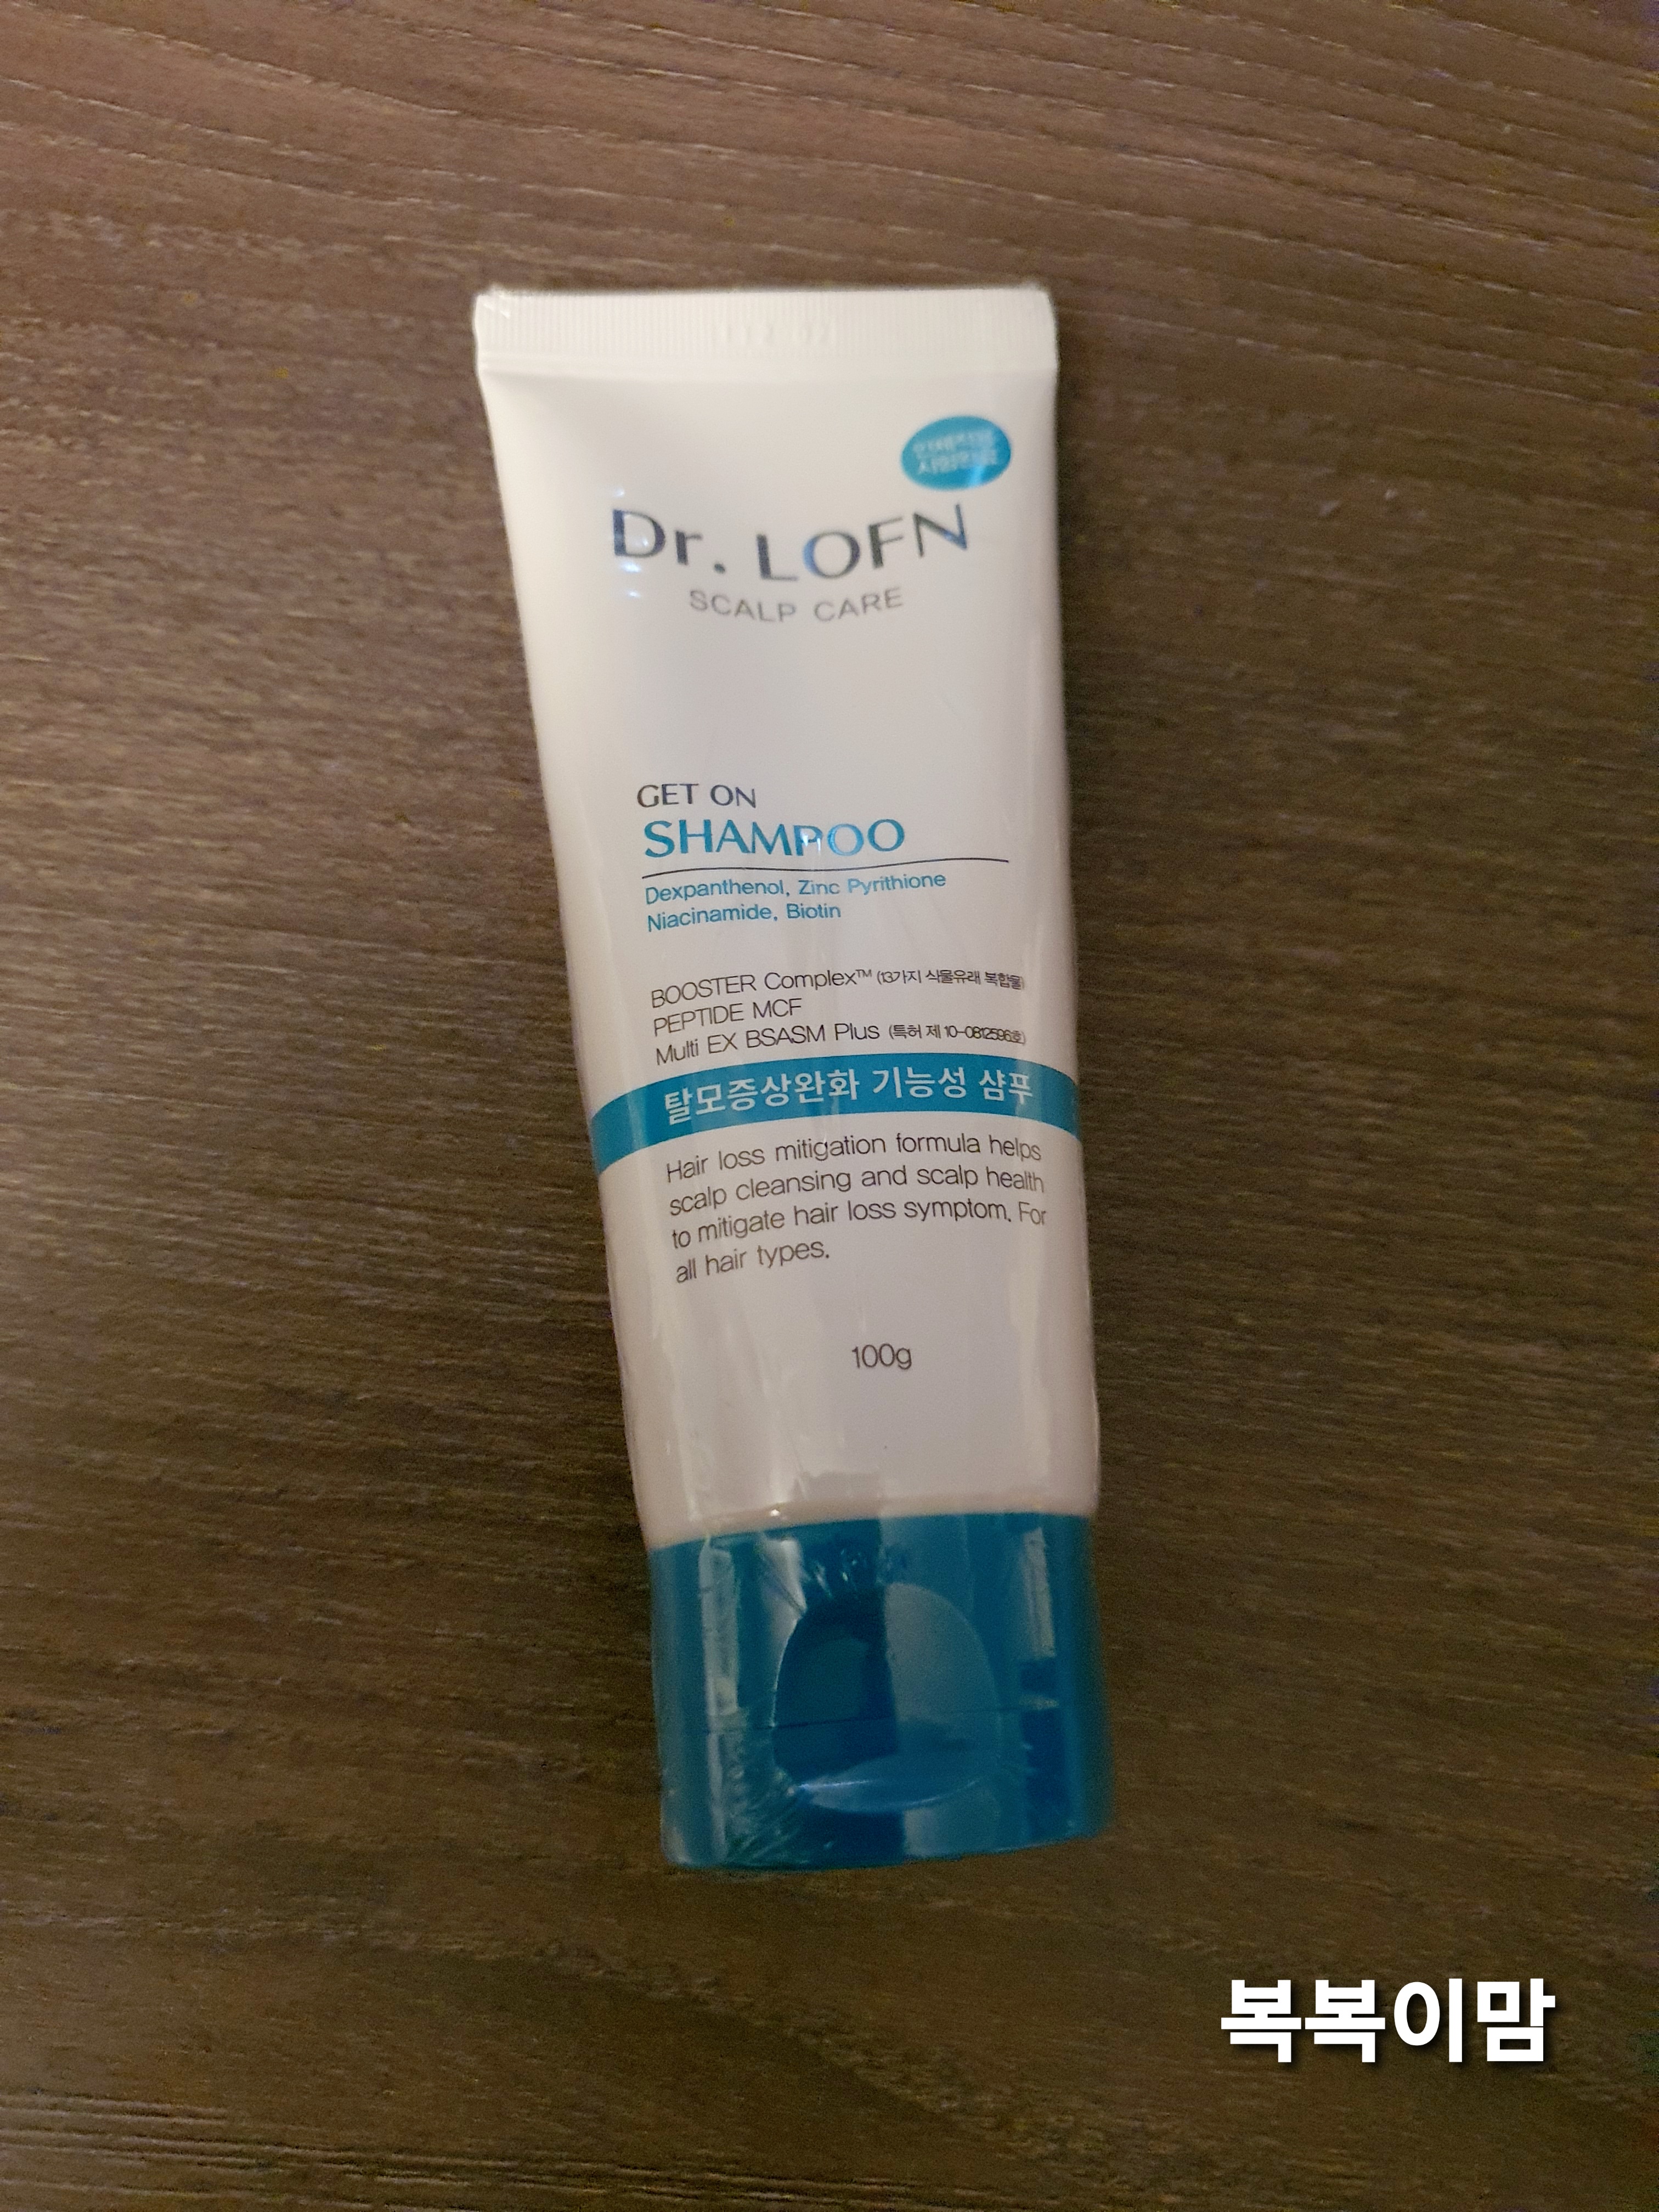 Dr. LOFN
SCALP CARE
GET ON
SHAMPOO
Dexpanthenol, Zinc Pyrithione
Niacinamide, Biotin
BOOSTER Complex™ (13가지 식물유래 복합물)
PEPTIDE MCF
Multi EX BSASM Plus (특허 제 10-0812596호)
탈모증상완화 기능성 샴푸
Hair loss mitigation formula helps
scalp cleansing and scalp health
to mitigate hair loss symptom. For
all hair types.
100g
복복이맘